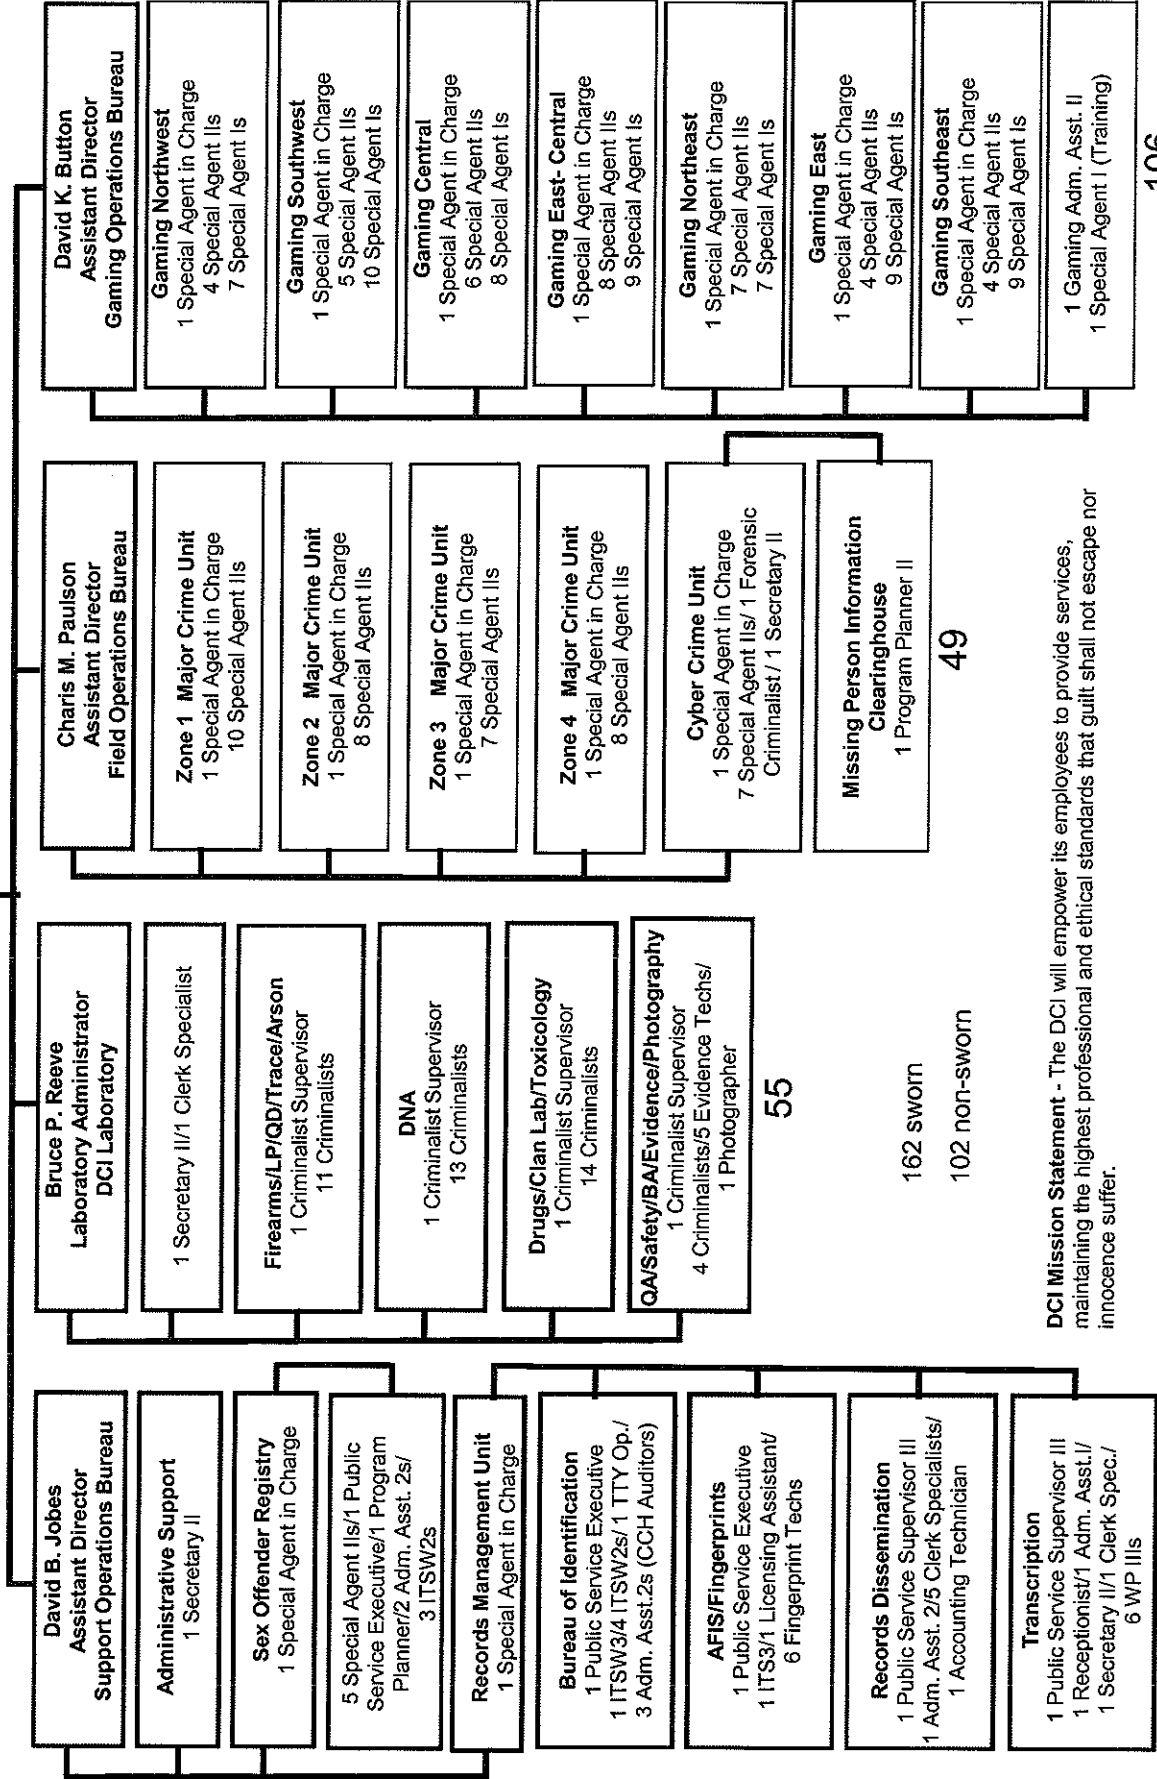 David B. Jobes
Assistant Director
Support Operations Bureau
Administrative Support
1 Secretary II
Sex Offender Registry
1 Special Agent in Charge
5 Special Agent IIs/1 Public
Service Executive/1 Program
Planner/2 Adm. Asst. 2s/
3 ITSW2s
Records Management Unit
1 Special Agent in Charge
Bureau of Identification
1 Public Service Executive
1 ITSW3/4 ITSW2s/ 1 TTY Op./
3 Adm. Asst.2s (CCH Auditors)
AFIS/Fingerprints
1 Public Service Executive
1 ITS3/1 Licensing Assistant/
6 Fingerprint Techs
Records Dissemination
1 Public Service Supervisor III
1 Adm. Asst. 2/5 Clerk Specialists/
1 Accounting Technician
Transcription
1 Public Service Supervisor III
1 Receptionist/1 Adm. Asst.II/
1 Secretary II/1 Clerk Spec./
6 WP IIIs
Bruce P. Reeve
Laboratory Administrator
DCI Laboratory
1 Secretary II/1 Clerk Specialist
Firearms/LP/QD/Trace/Arson
1 Criminalist Supervisor
11 Criminalists
DNA
1 Criminalist Supervisor
13 Criminalists
Drugs/Clan Lab/Toxicology
1 Criminalist Supervisor
14 Criminalists
QA/Safety/BA/Evidence/Photography
1 Criminalist Supervisor
4 Criminalists/5 Evidence Techs/
1 Photographer
55
Charis M. Paulson
Assistant Director
Field Operations Bureau
Zone 1 Major Crime Unit
1 Special Agent in Charge
10 Special Agent IIs
Zone 2 Major Crime Unit
1 Special Agent in Charge
8 Special Agent IIs
Zone 3 Major Crime Unit
1 Special Agent in Charge
7 Special Agent IIs
Zone 4 Major Crime Unit
1 Special Agent in Charge
8 Special Agent IIs
Cyber Crime Unit
1 Special Agent in Charge
7 Special Agent IIs/ 1 Forensic
Criminalist / 1 Secretary II
Missing Person Information
Clearinghouse
1 Program Planner II
49
David K. Button
Assistant Director
Gaming Operations Bureau
Gaming Northwest
1 Special Agent in Charge
4 Special Agent IIs
7 Special Agent Is
Gaming Southwest
1 Special Agent in Charge
5 Special Agent IIs
10 Special Agent Is
Gaming Central
1 Special Agent in Charge
6 Special Agent IIs
8 Special Agent Is
Gaming East- Central
1 Special Agent in Charge
8 Special Agent IIs
9 Special Agent Is
Gaming Northeast
1 Special Agent in Charge
7 Special Agent IIs
7 Special Agent Is
Gaming East
1 Special Agent in Charge
4 Special Agent IIs
9 Special Agent Is
Gaming Southeast
1 Special Agent in Charge
4 Special Agent IIs
9 Special Agent Is
1 Gaming Adm. Asst. II
1 Special Agent I (Training)
106
162 sworn
102 non-sworn
DCI Mission Statement - The DCI will empower its employees to provide services,
maintaining the highest professional and ethical standards that guilt shall not escape nor
innocence suffer.